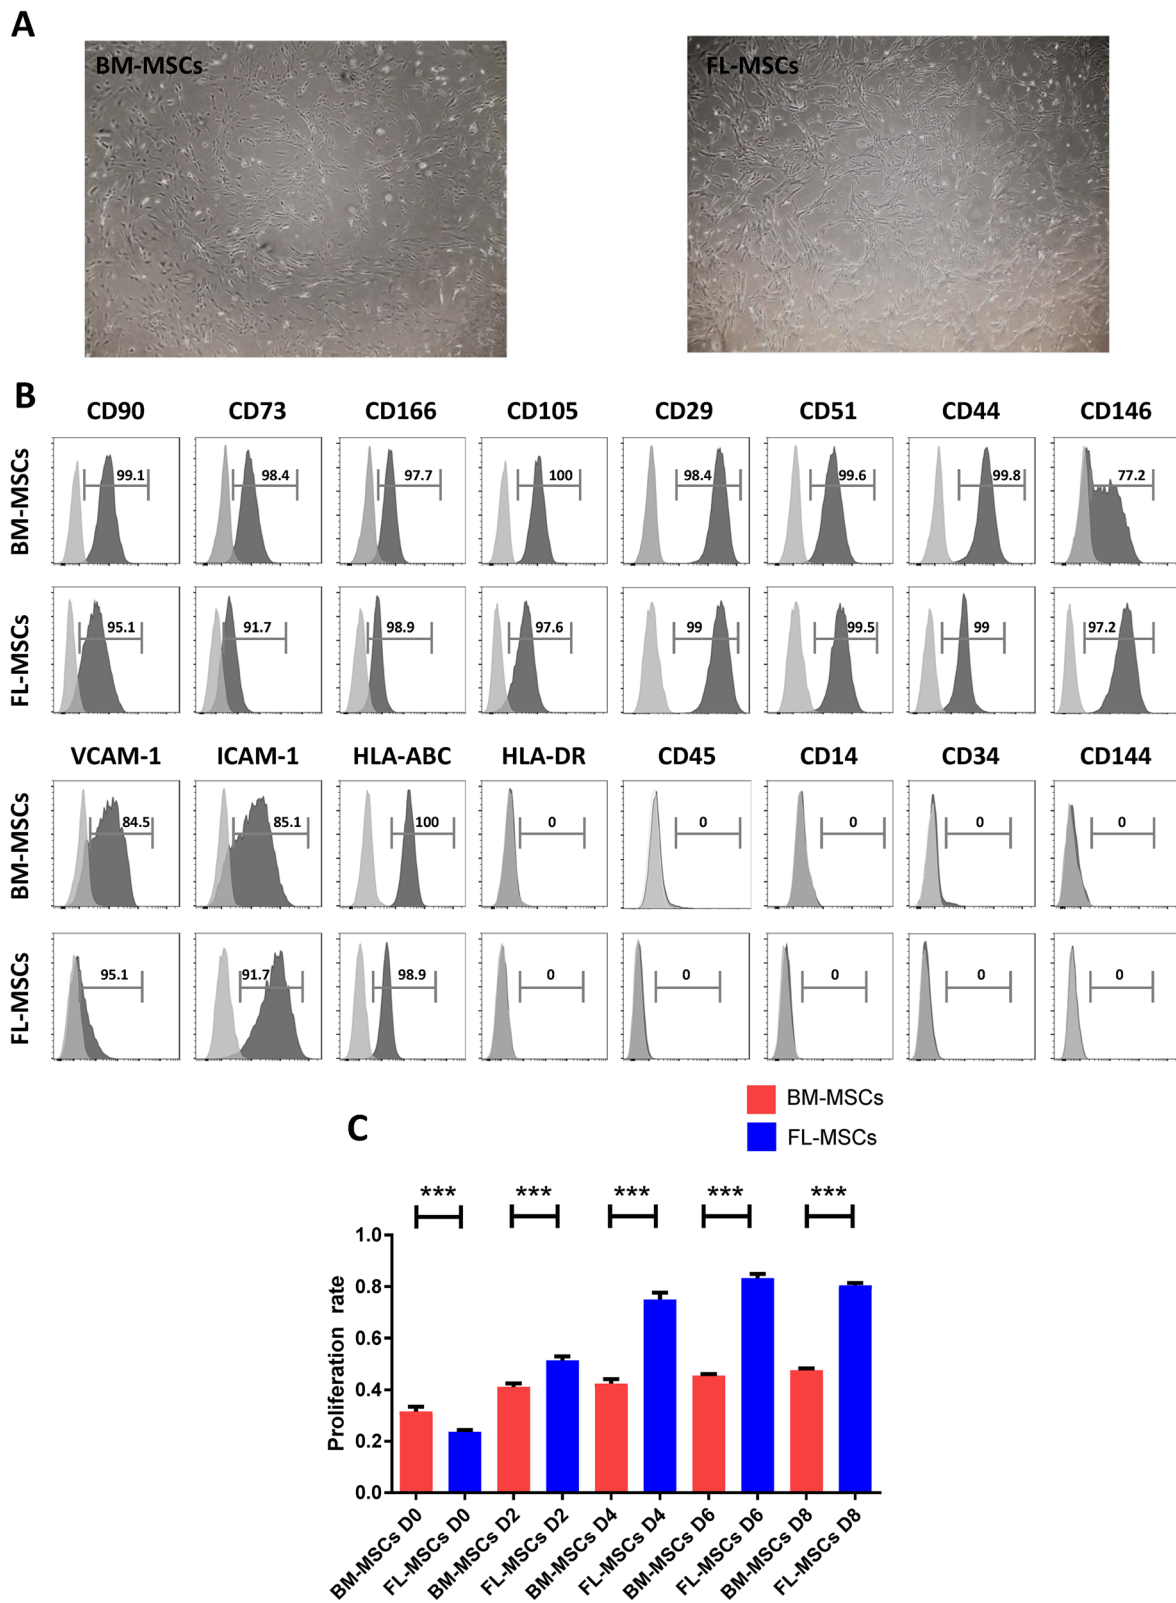 A
BM-MSCs
FL-MSCs
B
CD90 CD73 CD166 CD105 CD29 CD51 CD44 CD146
BM-MSCs
99.1 98.4 97.7 100 98.4 99.6 99.8 77.2
FL-MSCs
95.1 91.7 98.9 97.6 99 99.5 99 97.2
VCAM-1 ICAM-1 HLA-ABC HLA-DR CD45 CD14 CD34 CD144
BM-MSCs
84.5 85.1 100 0 0 0 0 0
FL-MSCs
95.1 91.7 98.9 0 0 0 0 0
BM-MSCs
FL-MSCs
C
*** *** *** *** ***
Proliferation rate
1.0
0.8
0.6
0.4
0.2
0.0
BM-MSCs D0
FL-MSCs D0
BM-MSCs D2
FL-MSCs D2
BM-MSCs D4
FL-MSCs D4
BM-MSCs D6
FL-MSCs D6
BM-MSCs D8
FL-MSCs D8